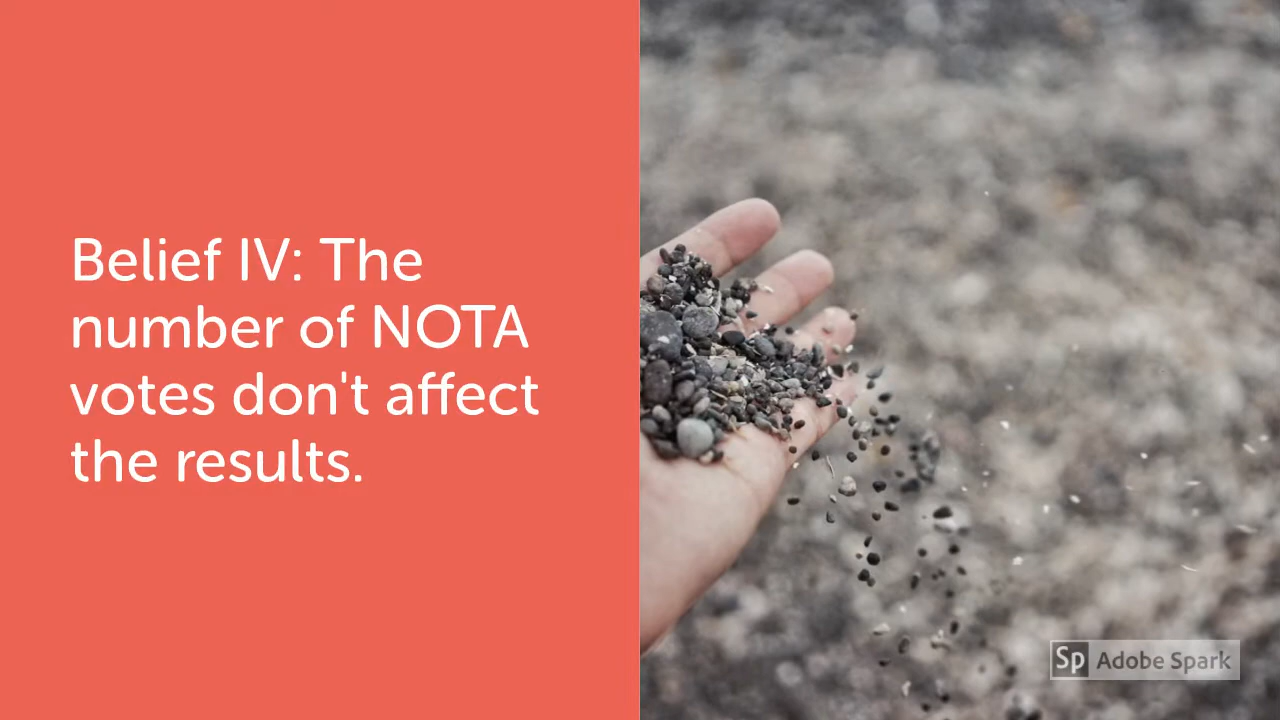 Belief IV: The
number of NOTA
votes don't affect
the results.
Sp Adobe Spark